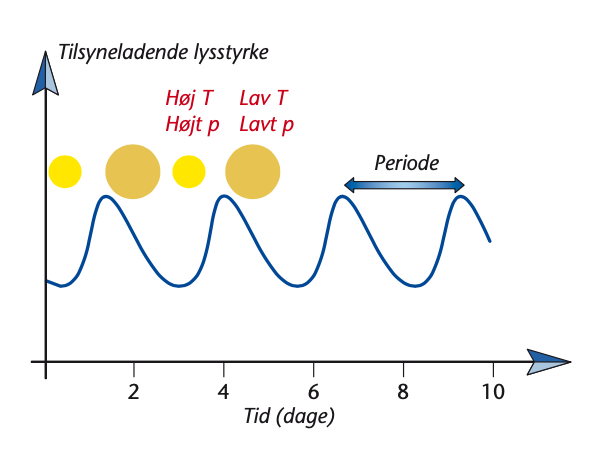 Tilsyneladende lysstyrke
Høj T
Højt p
Lav T
Lavt p
Periode
2 4 6 8 10
Tid (dage)